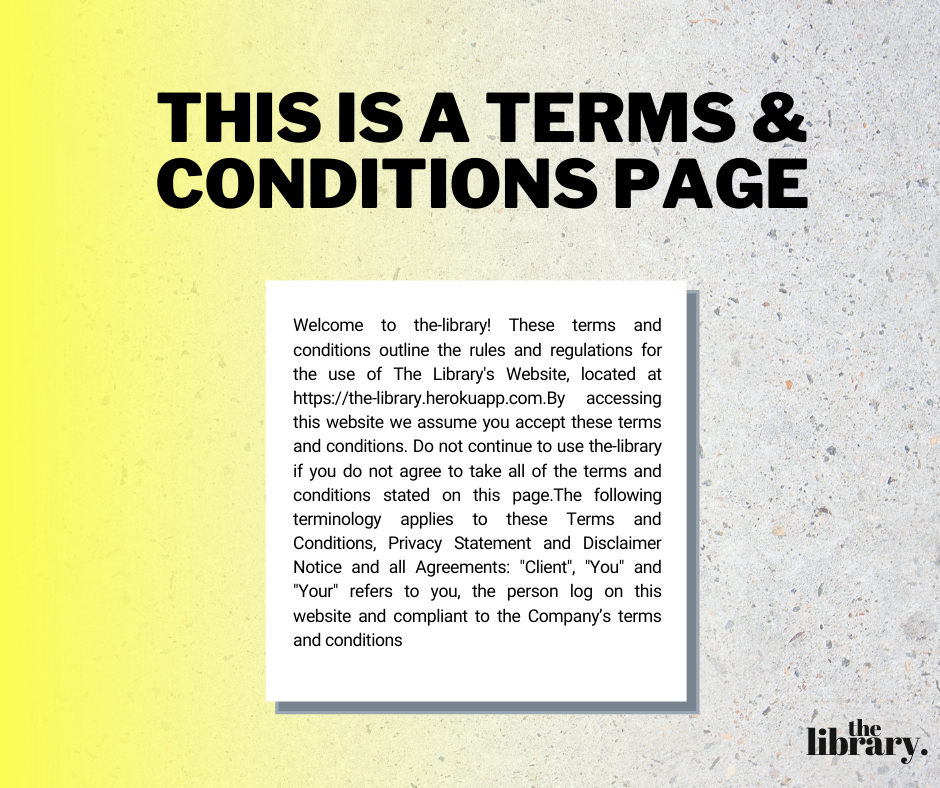 THIS IS A TERMS &
CONDITIONS PAGE
Welcome to the-library! These terms and
conditions outline the rules and regulations for
the use of The Library's Website, located at
https://the-library.herokuapp.com.By accessing
this website we assume you accept these terms
and conditions. Do not continue to use the-library
if you do not agree to take all of the terms and
conditions stated on this page.The following
terminology applies to these Terms and
Conditions, Privacy Statement and Disclaimer
Notice and all Agreements: "Client", "You" and
"Your" refers to you, the person log on this
website and compliant to the Company’s terms
and conditions
the
library.